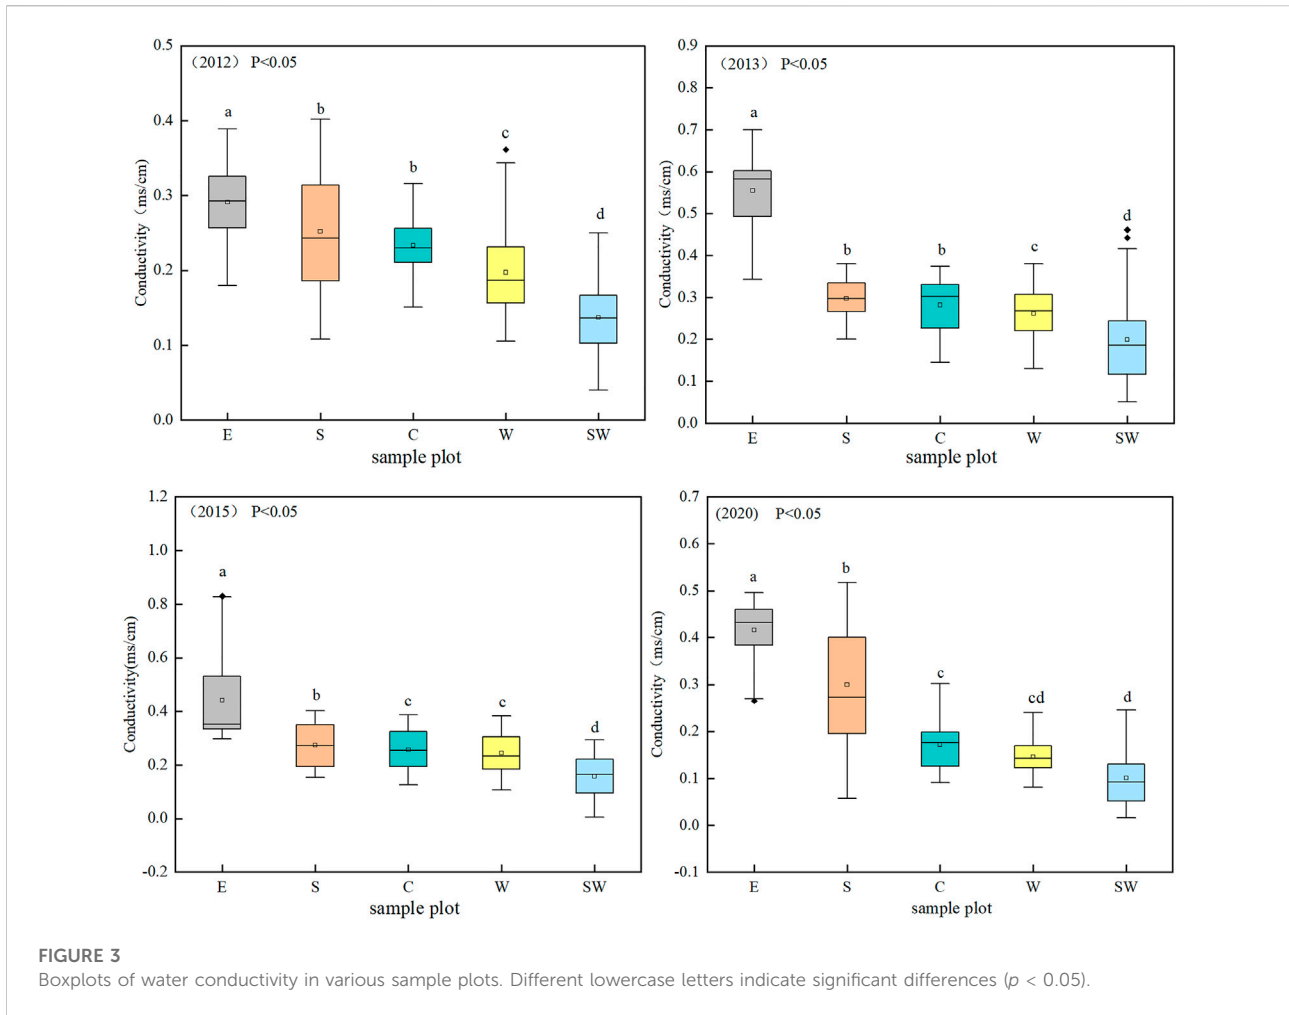 (2012) P<0.05
Conductivity (ms/cm)
0.5
0.4
0.3
0.2
0.1
0.0
a
b
b
c
d
E S C W SW
sample plot
(2013) P<0.05
Conductivity (ms/cm)
0.9
0.8
0.7
0.6
0.5
0.4
0.3
0.2
0.1
0.0
a
b
b
c
d
E S C W SW
sample plot
(2015) P<0.05
Conductivity(ms/cm)
1.2
1.0
0.8
0.6
0.4
0.2
0.0
-0.2
a
b
c
c
d
E S C W SW
sample plot
(2020) P<0.05
Conductivity (ms/cm)
0.7
0.6
0.5
0.4
0.3
0.2
0.1
0.0
-0.1
a
b
c
cd
d
E S C W SW
sample plot
FIGURE 3
Boxplots of water conductivity in various sample plots. Different lowercase letters indicate significant differences (p < 0.05).